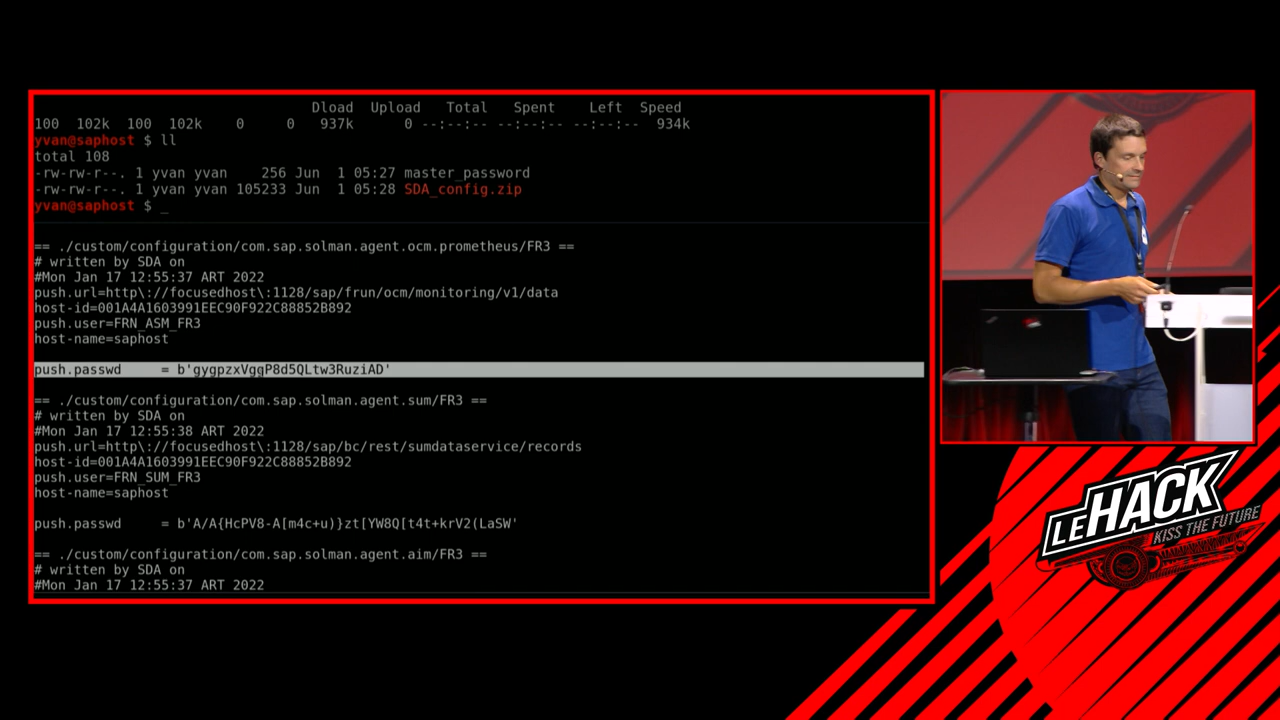 Dload Upload Total Spent Left Speed
100 102k 100 102k 0 0 937k 0 --:--:-- --:--:-- --:--:-- 934k
yvan@saphost $ ll
total 108
-rw-rw-r--. 1 yvan yvan 256 Jun 1 05:27 master_password
-rw-rw-r--. 1 yvan yvan 105233 Jun 1 05:28 SDA_config.zip
yvan@saphost $ _
== ./custom/configuration/com.sap.solman.agent.ocm.prometheus/FR3 ==
# written by SDA on
#Mon Jan 17 12:55:37 ART 2022
push.url=http\://focusedhost\:1128/sap/frun/ocm/monitoring/v1/data
host-id=001A4A1603991EEC90F922C88852B892
push.user=FRN_ASM_FR3
host-name=saphost
push.passwd = b'gygpzxVggP8d5QLtw3RuziAD'
== ./custom/configuration/com.sap.solman.agent.sum/FR3 ==
# written by SDA on
#Mon Jan 17 12:55:38 ART 2022
push.url=http\://focusedhost\:1128/sap/bc/rest/sumdataservice/records
host-id=001A4A1603991EEC90F922C88852B892
push.user=FRN_SUM_FR3
host-name=saphost
push.passwd = b'A/A{HcPV8-A[m4c+u)}zt[YW8Q[t4t+krV2(LaSW'
== ./custom/configuration/com.sap.solman.agent.aim/FR3 ==
# written by SDA on
#Mon Jan 17 12:55:37 ART 2022
LEHACK
KISS THE FUTURE